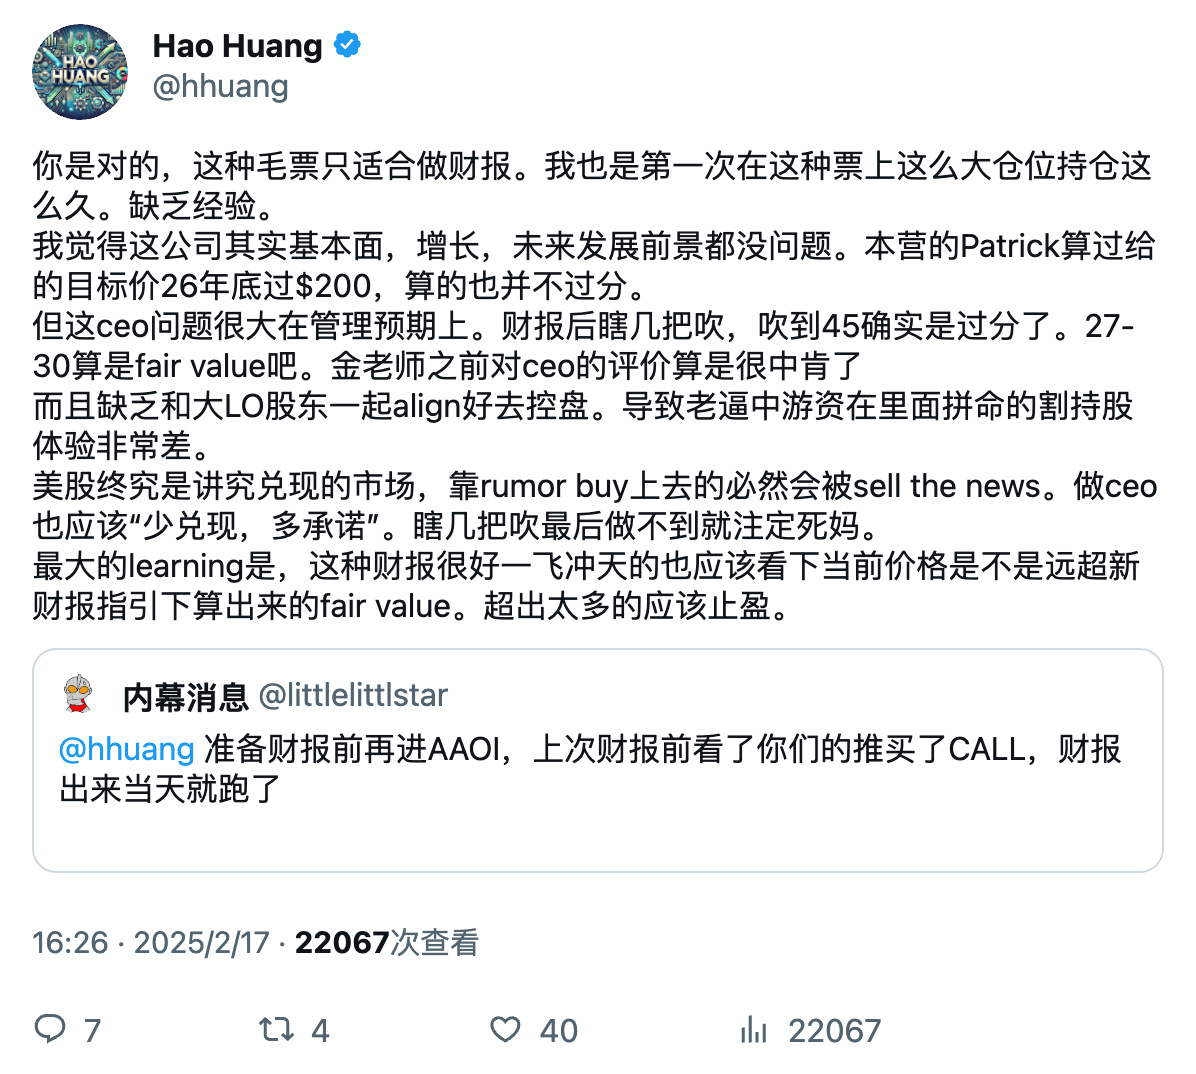 HAO
HUANG
Hao Huang
@hhuang
你是对的，这种毛票只适合做财报。我也是第一次在这种票上这么大仓位持仓这
么久。缺乏经验。
我觉得这公司其实基本面，增长，未来发展前景都没问题。本营的Patrick算过给
的目标价26年底过$200，算的也并不过分。
但这ceo问题很大在管理预期上。财报后瞎几把吹，吹到45确实是过分了。27-
30算是fair value吧。金老师之前对ceo的评价算是很中肯了
而且缺乏和大LO股东一起align好去控盘。导致老逼中游资在里面拼命的割持股
体验非常差。
美股终究是讲究兑现的市场，靠rumor buy上去的必然会被sell the news。做ceo
也应该“少兑现，多承诺”。瞎几把吹最后做不到就注定死妈。
最大的learning是，这种财报很好一飞冲天的也应该看下当前价格是不是远超新
财报指引下算出来的fair value。超出太多的应该止盈。
内幕消息 @littlelittlstar
@hhuang 准备财报前再进AAOI，上次财报前看了你们的推买了CALL，财报
出来当天就跑了
16:26 · 2025/2/17 · 22067次查看
7 4 40 22067